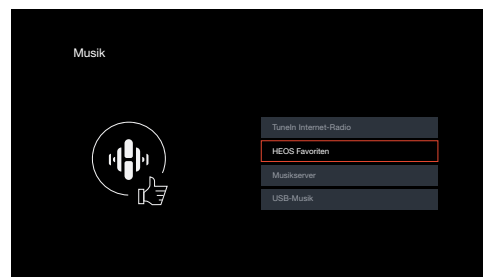 Musik
TuneIn Internet-Radio
HEOS Favoriten
Musikserver
USB-Musik